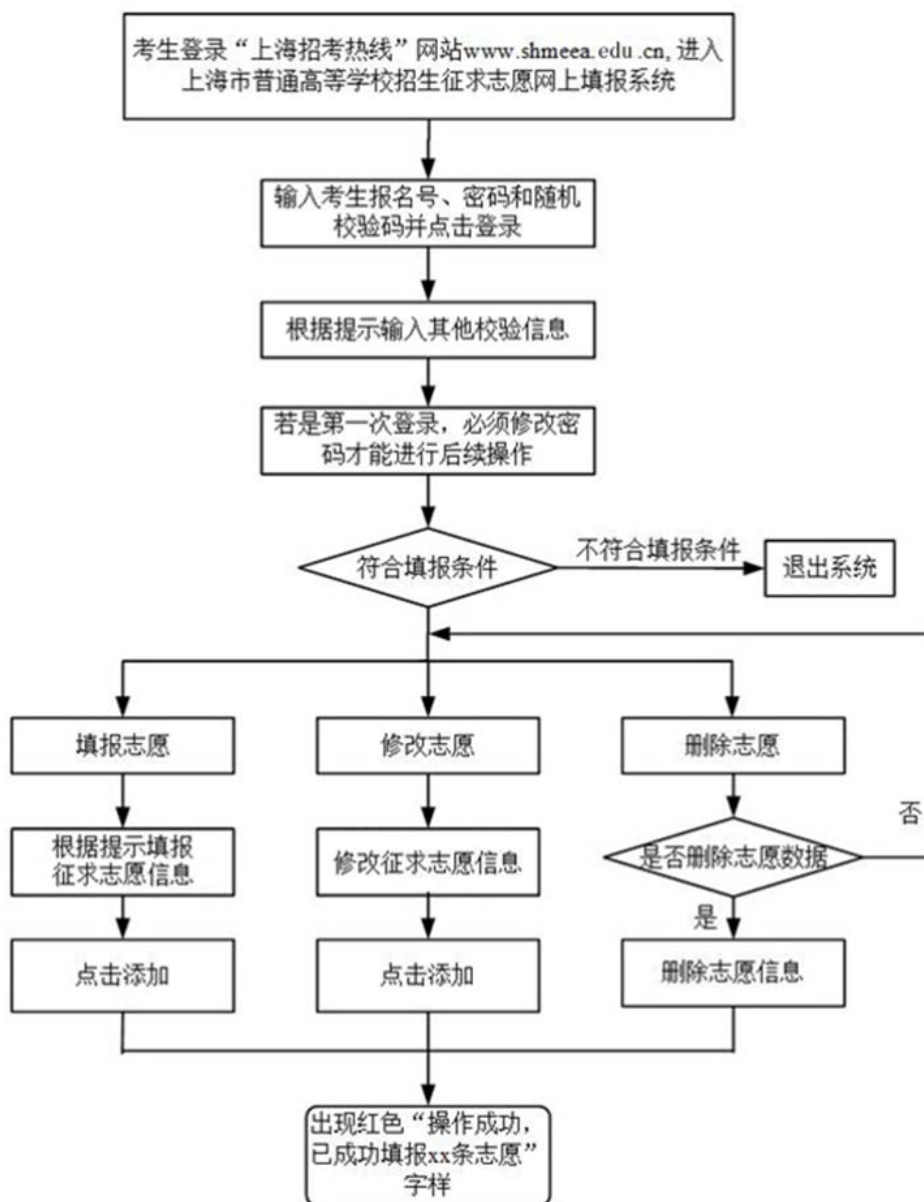 考生登录“上海招考热线”网站www.shmeea.edu.cn,进入
上海市普通高等学校招生征求志愿网上填报系统
输入考生报名号、密码和随机
校验码并点击登录
根据提示输入其他校验信息
若是第一次登录，必须修改密
码才能进行后续操作
符合填报条件
不符合填报条件
退出系统
填报志愿
修改志愿
删除志愿
根据提示填报
征求志愿信息
修改征求志愿信息
是否删除志愿数据
否
是
点击添加
点击添加
删除志愿信息
出现红色“操作成功，
已成功填报xx条志愿”
字样